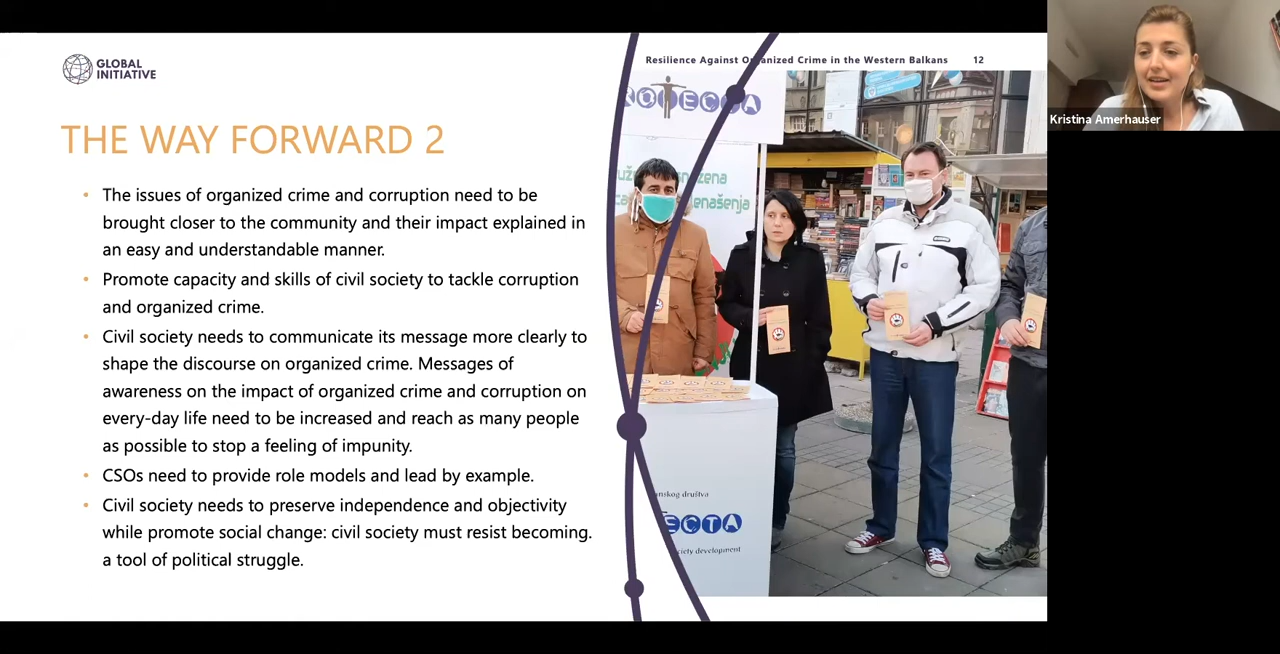 GLOBAL
INITIATIVE
Resilience Against Organized Crime in the Western Balkans 12
THE WAY FORWARD 2
• The issues of organized crime and corruption need to be
brought closer to the community and their impact explained in
an easy and understandable manner.
• Promote capacity and skills of civil society to tackle corruption
and organized crime.
• Civil society needs to communicate its message more clearly to
shape the discourse on organized crime. Messages of
awareness on the impact of organized crime and corruption on
every-day life need to be increased and reach as many people
as possible to stop a feeling of impunity.
• CSOs need to provide role models and lead by example.
• Civil society needs to preserve independence and objectivity
while promote social change: civil society must resist becoming.
a tool of political struggle.
Kristina Amerhauser
društva
development